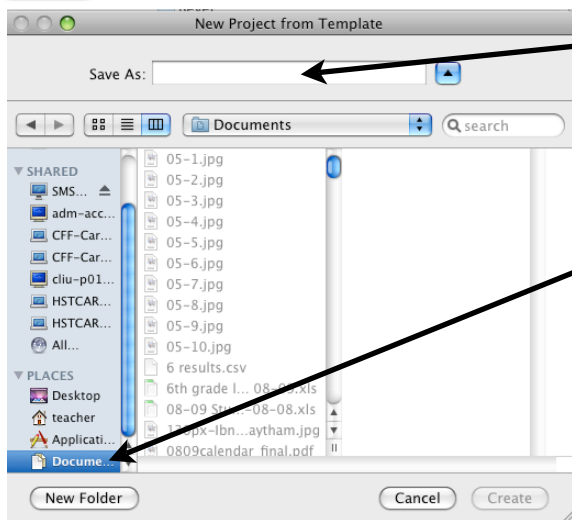 New Project from Template
Save As:
Documents
search
SHARED
SMS...
adm-acc...
CFF-Car...
CFF-Car...
cliu-p01...
HSTCAR...
HSTCAR...
All...
PLACES
Desktop
teacher
Applicati...
Docume...
05-1.jpg
05-2.jpg
05-3.jpg
05-4.jpg
05-5.jpg
05-6.jpg
05-7.jpg
05-8.jpg
05-9.jpg
05-10.jpg
6 results.csv
6th grade l... 08-09.xls
08-09 Stu...-08-08.xls
aytham.jpg
0809calendar_final.pdf
New Folder
Cancel
Create